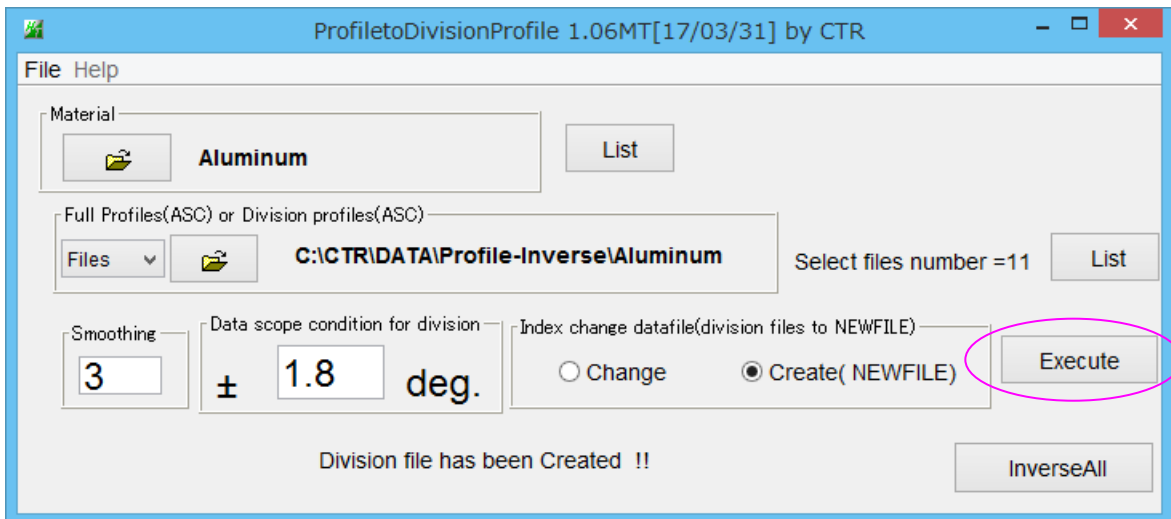 ProfiletoDivisionProfile 1.06MT[17/03/31] by CTR
File Help
Material
Aluminum
List
Full Profiles(ASC) or Division profiles(ASC)
Files
C:\CTR\DATA\Profile-Inverse\Aluminum
Select files number =11
List
Smoothing
3
Data scope condition for division
± 1.8 deg.
Index change datafile(division files to NEWFILE)
Change
Create( NEWFILE)
Execute
Division file has been Created !!
InverseAll